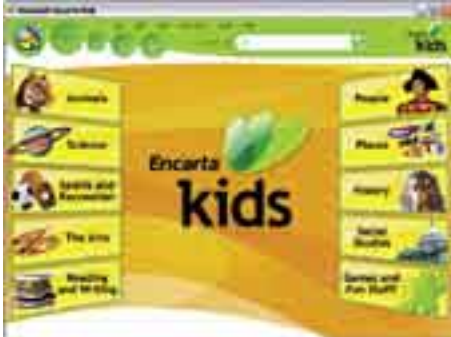 kids
Animals
Science
Sports and
Recreation
The Arts
Reading
and Writing
Encarta
kids
People
Places
History
Social
Studies
Games and
Fun Stuff!